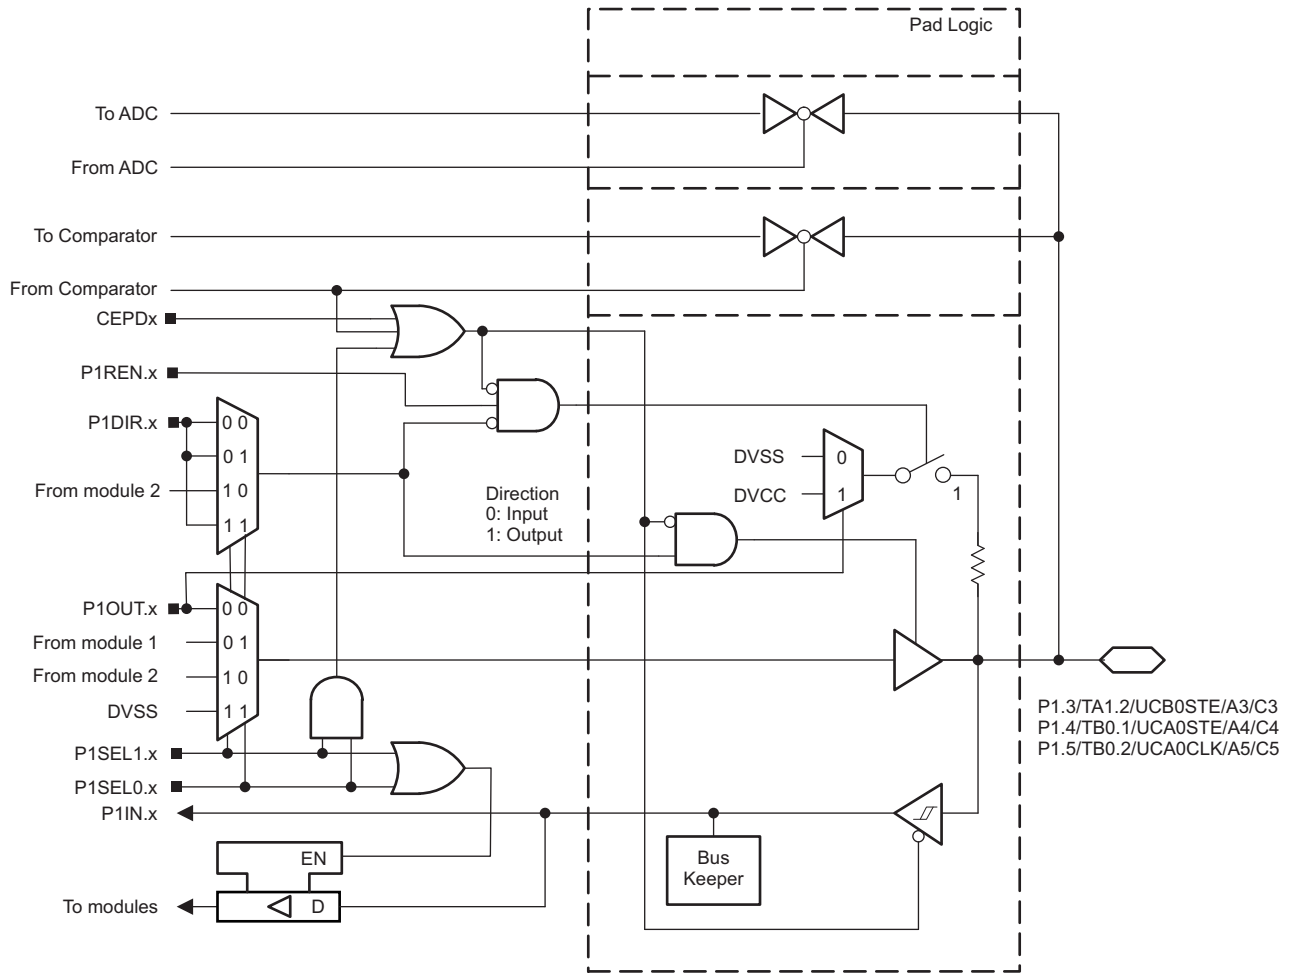 Pad Logic
To ADC
From ADC
To Comparator
From Comparator
CEPDx
P1REN.x
P1DIR.x
0 0
0 1
From module 2
1 0
1 1
Direction
0: Input
1: Output
DVSS
0
DVCC
1
1
P1OUT.x
0 0
From module 1
0 1
From module 2
1 0
DVSS
1 1
P1.3/TA1.2/UCB0STE/A3/C3
P1.4/TB0.1/UCA0STE/A4/C4
P1.5/TB0.2/UCA0CLK/A5/C5
P1SEL1.x
P1SEL0.x
P1IN.x
EN
Bus
Keeper
To modules
D